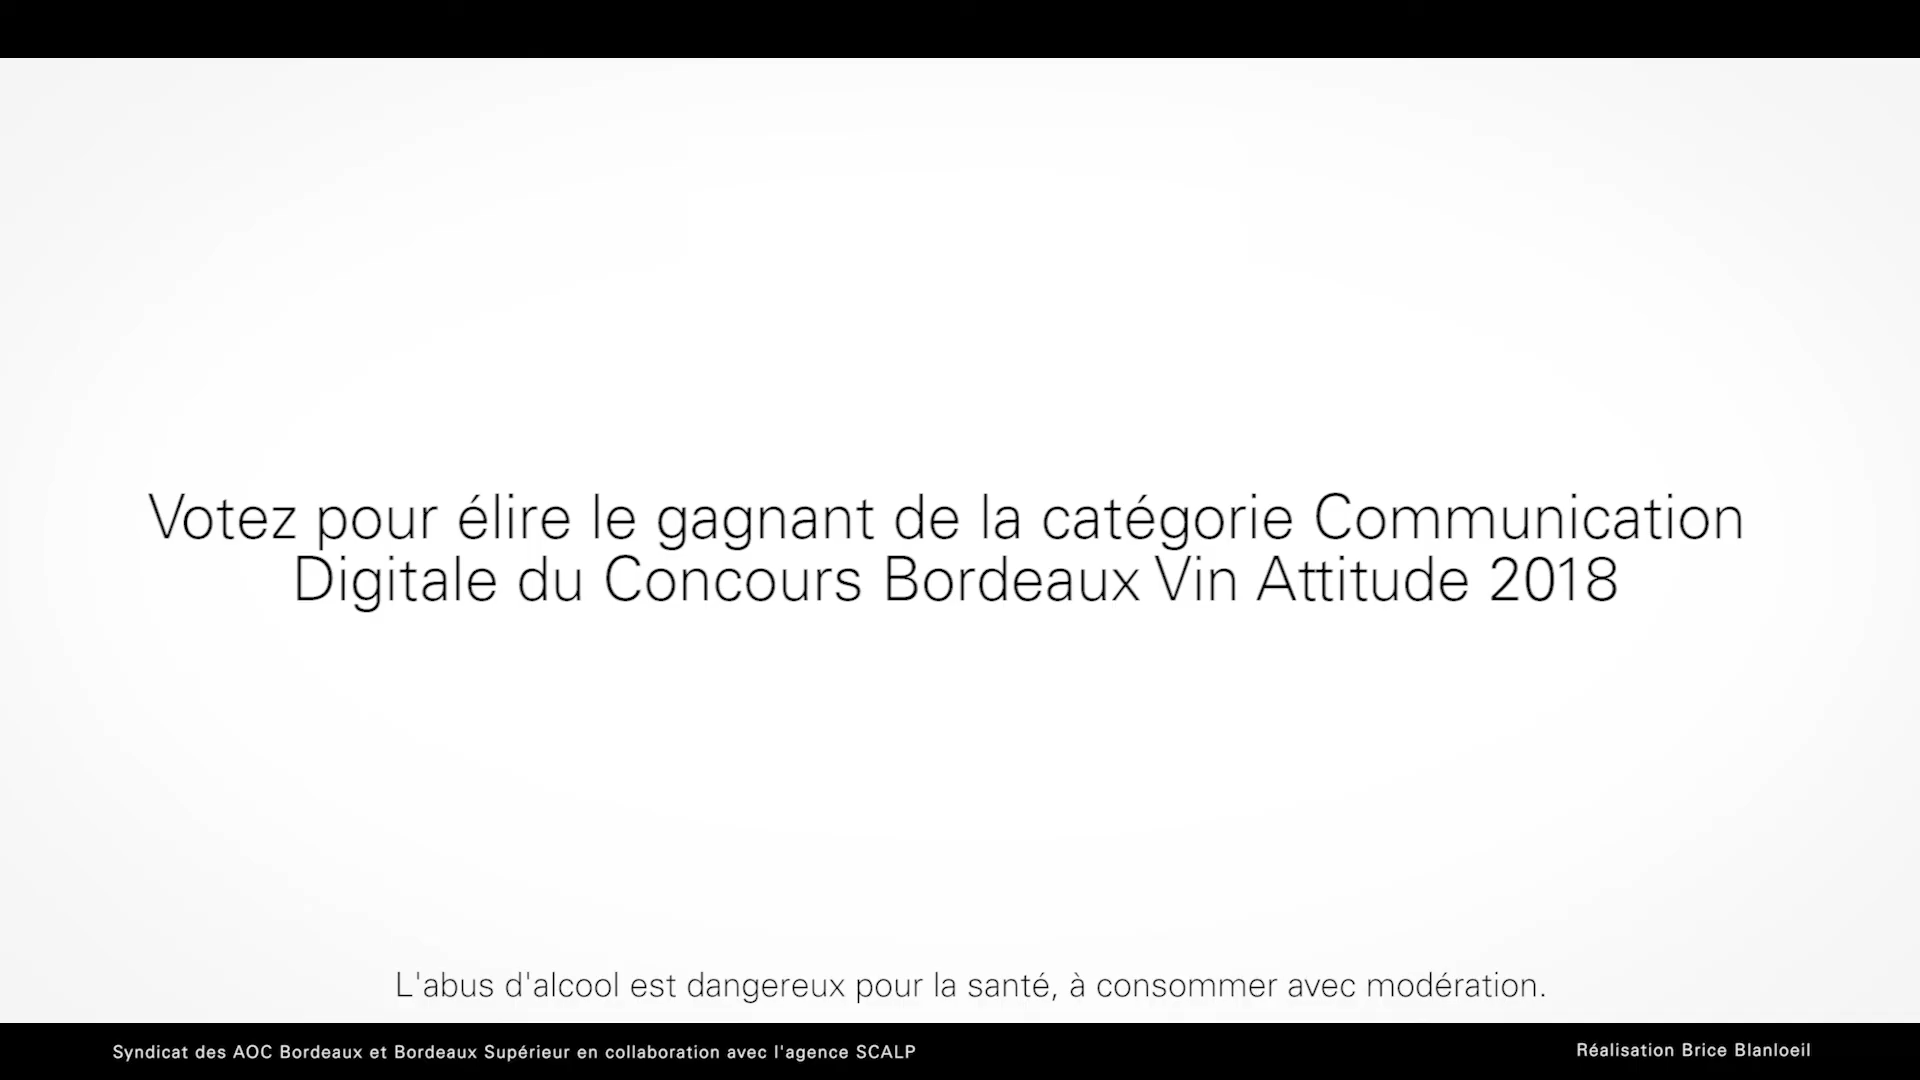 Votez pour élire le gagnant de la catégorie Communication
Digitale du Concours Bordeaux Vin Attitude 2018
L'abus d'alcool est dangereux pour la santé, à consommer avec modération.
Syndicat des AOC Bordeaux et Bordeaux Supérieur en collaboration avec l'agence SCALP
Réalisation Brice Blanloeil